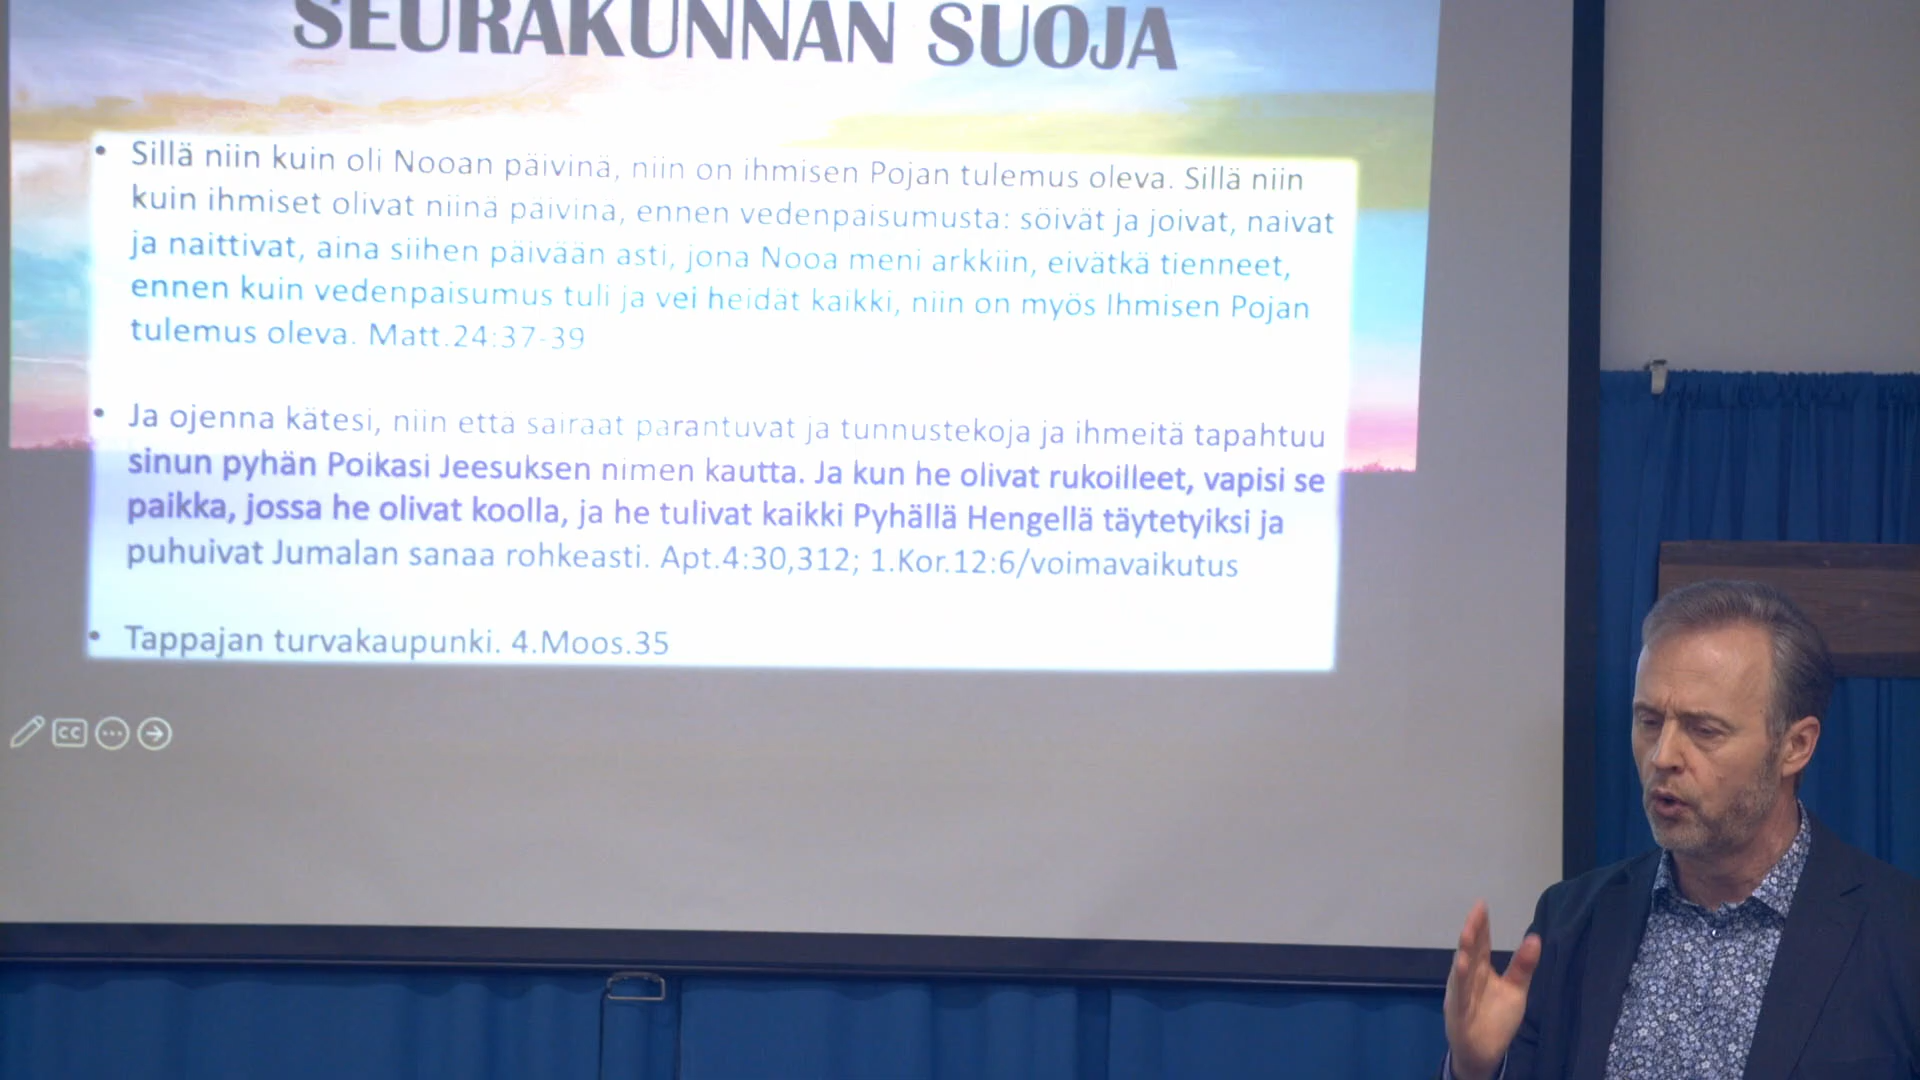 SEURAKUNNAN SUOJA
• Sillä niin kuin oli Nooan päivinä, niin on ihmisen Pojan tulemus oleva. Sillä niin
kuin ihmiset olivat niinä päivinä, ennen vedenpaisumusta: söivät ja joivat, naivat
ja naittivat, aina siihen päivään asti, jona Nooa meni arkkiin, eivätkä tienneet,
ennen kuin vedenpaisumus tuli ja vei heidät kaikki, niin on myös Ihmisen Pojan
tulemus oleva. Matt.24:37-39
• Ja ojenna kätesi, niin että sairaat parantuvat ja tunnustekoja ja ihmeitä tapahtuu
sinun pyhän Poikasi Jeesuksen nimen kautta. Ja kun he olivat rukoilleet, vapisi se
paikka, jossa he olivat koolla, ja he tulivat kaikki Pyhällä Hengellä täytetyiksi ja
puhuivat Jumalan sanaa rohkeasti. Apt.4:30,312; 1.Kor.12:6/voimavaikutus
• Tappajan turvakaupunki. 4.Moos.35
CC